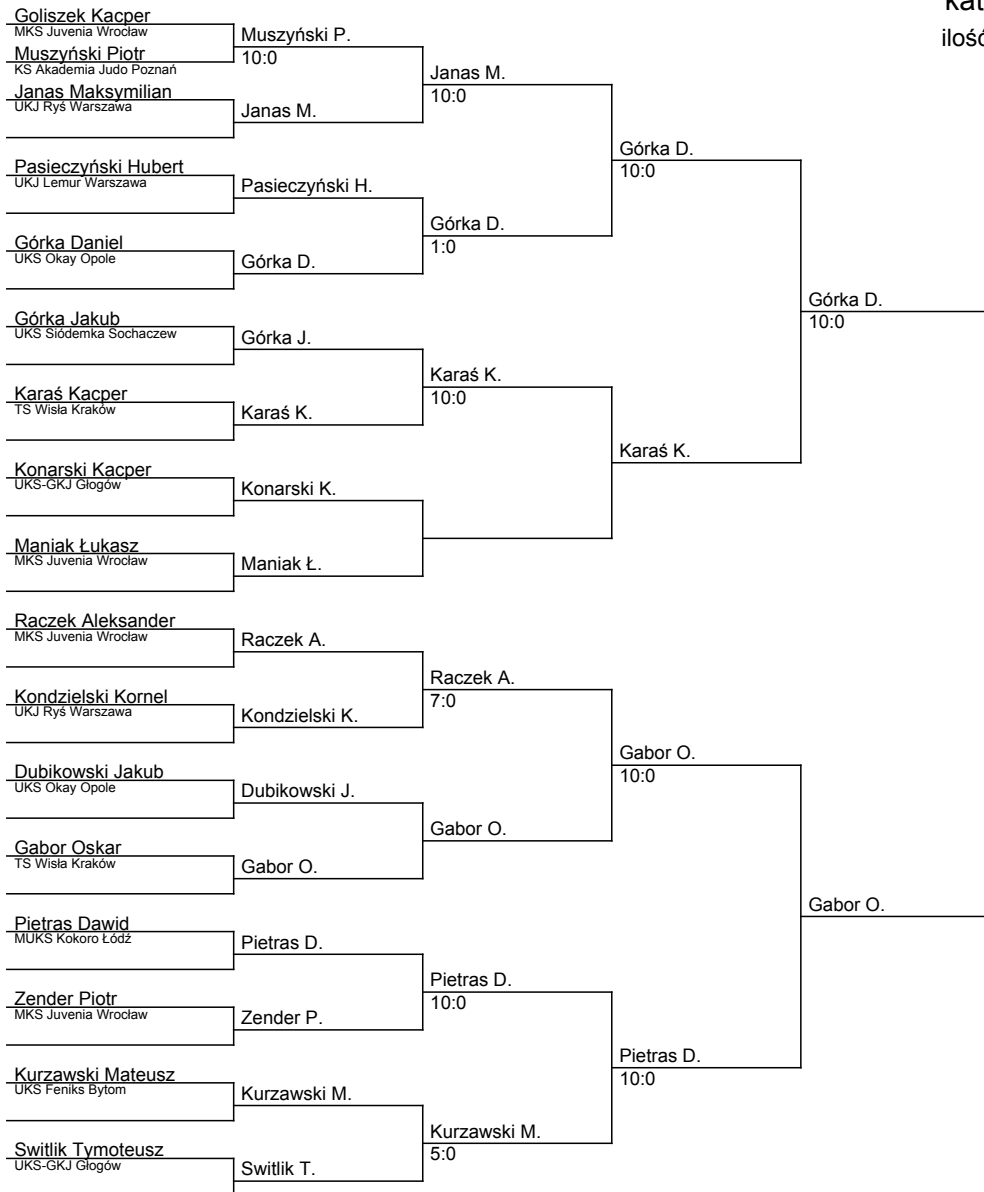 Goliszek Kacper
MKS Juvenia Wrocław
Muszyński Piotr
KS Akademia Judo Poznań
Janas Maksymilian
UKJ Ryś Warszawa
Pasieczyński Hubert
UKJ Lemur Warszawa
Górka Daniel
UKS Okay Opole
Górka Jakub
UKS Siódemka Sochaczew
Karaś Kacper
TS Wisła Kraków
Konarski Kacper
UKS-GKJ Głogów
Maniak Łukasz
MKS Juvenia Wrocław
Raczek Aleksander
MKS Juvenia Wrocław
Kondzielski Kornel
UKJ Ryś Warszawa
Dubikowski Jakub
UKS Okay Opole
Gabor Oskar
TS Wisła Kraków
Pietras Dawid
MUKS Kokoro Łódź
Zender Piotr
MKS Juvenia Wrocław
Kurzawski Mateusz
UKS Feniks Bytom
Switlik Tymoteusz
UKS-GKJ Głogów
Muszyński P.
10:0
Janas M.
Pasieczyński H.
Górka D.
Górka J.
Karaś K.
Konarski K.
Maniak Ł.
Raczek A.
Kondzielski K.
Dubikowski J.
Gabor O.
Pietras D.
Zender P.
Kurzawski M.
Switlik T.
Janas M.
10:0
Górka D.
1:0
Karaś K.
10:0
Raczek A.
7:0
Gabor O.
Pietras D.
10:0
Kurzawski M.
5:0
Górka D.
10:0
Karaś K.
Gabor O.
10:0
Pietras D.
10:0
Górka D.
10:0
Gabor O.
kat
ilość